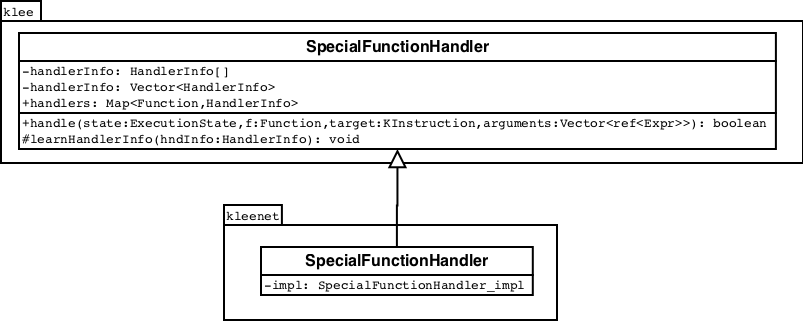 klee
SpecialFunctionHandler
-handlerInfo: HandlerInfo[]
-handlerInfo: Vector<HandlerInfo>
+handlers: Map<Function,HandlerInfo>
+handle(state:ExecutionState,f:Function,target:KInstruction,arguments:Vector<ref<Expr>>): boolean
#learnHandlerInfo(hndInfo:HandlerInfo): void
kleenet
SpecialFunctionHandler
-impl: SpecialFunctionHandler_impl